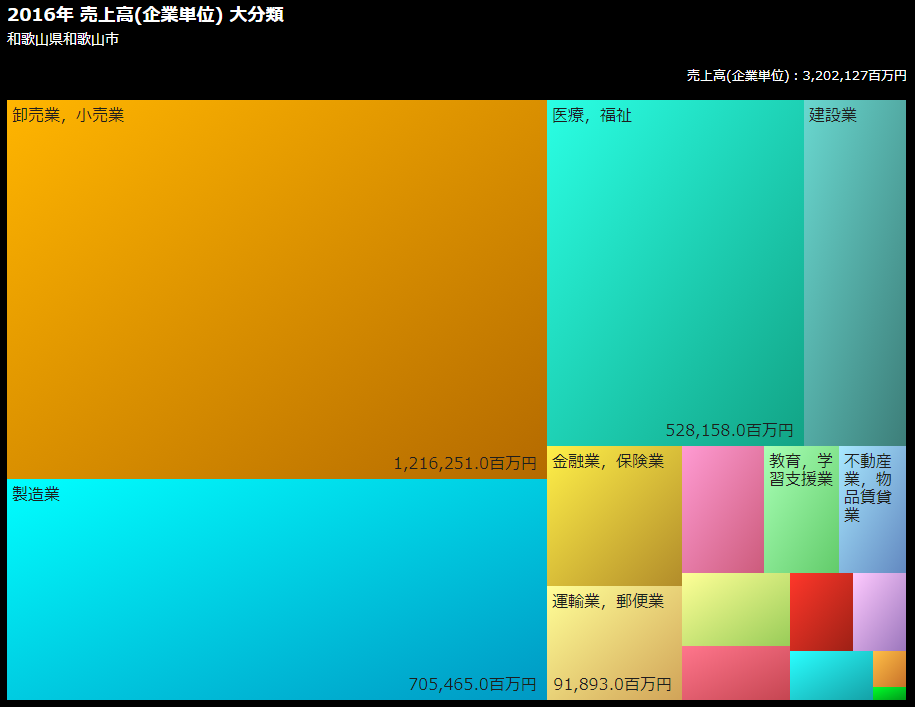 2016年 売上高(企業単位) 大分類
和歌山県和歌山市
売上高(企業単位) : 3,202,127百万円
卸売業，小売業
1,216,251.0百万円
製造業
705,465.0百万円
医療，福祉
528,158.0百万円
建設業
金融業，保険業
運輸業，郵便業
91,893.0百万円
教育，学
習支援業
不動産
業，物
品賃貸
業